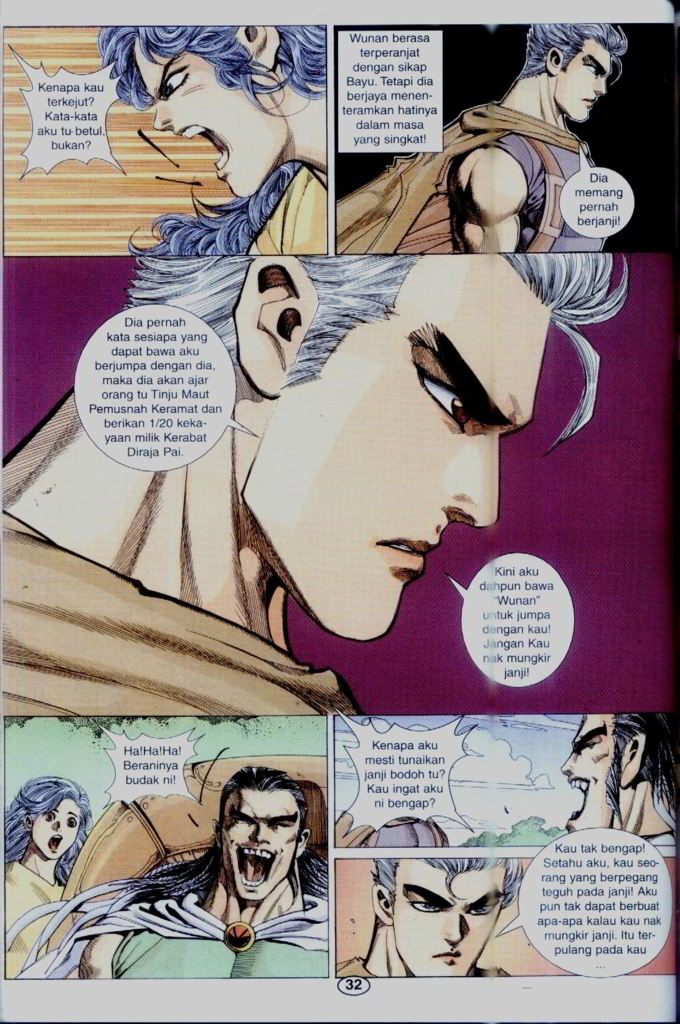 Kenapa kau
terkejut?
Kata-kata
aku tu betul,
bukan?
Wunan berasa
terperanjat
dengan sikap
Bayu. Tetapi dia
berjaya menen-
teramkan hatinya
dalam masa
yang singkat!
Dia
memang
pernah
berjanji!
Dia pernah
kata sesiapa yang
dapat bawa aku
berjumpa dengan dia,
maka dia akan ajar
orang tu Tinju Maut
Pemusnah Keramat dan
berikan 1/20 keka-
yaan milik Kerabat
Diraja Pai.
Kini aku
dahpun bawa
"Wunan"
untuk jumpa
dengan kau!
Jangan Kau
nak mungkir
janji!
Ha!Ha!Ha!
Beraninya
budak ni!
Kenapa aku
mesti tunaikan
janji bodoh tu?
Kau ingat aku
ni bengap?
Kau tak bengap!
Setahu aku, kau seo-
rang yang berpegang
teguh pada janji! Aku
pun tak dapat berbuat
apa-apa kalau kau nak
mungkir janji. Itu ter-
pulang pada kau
...
32